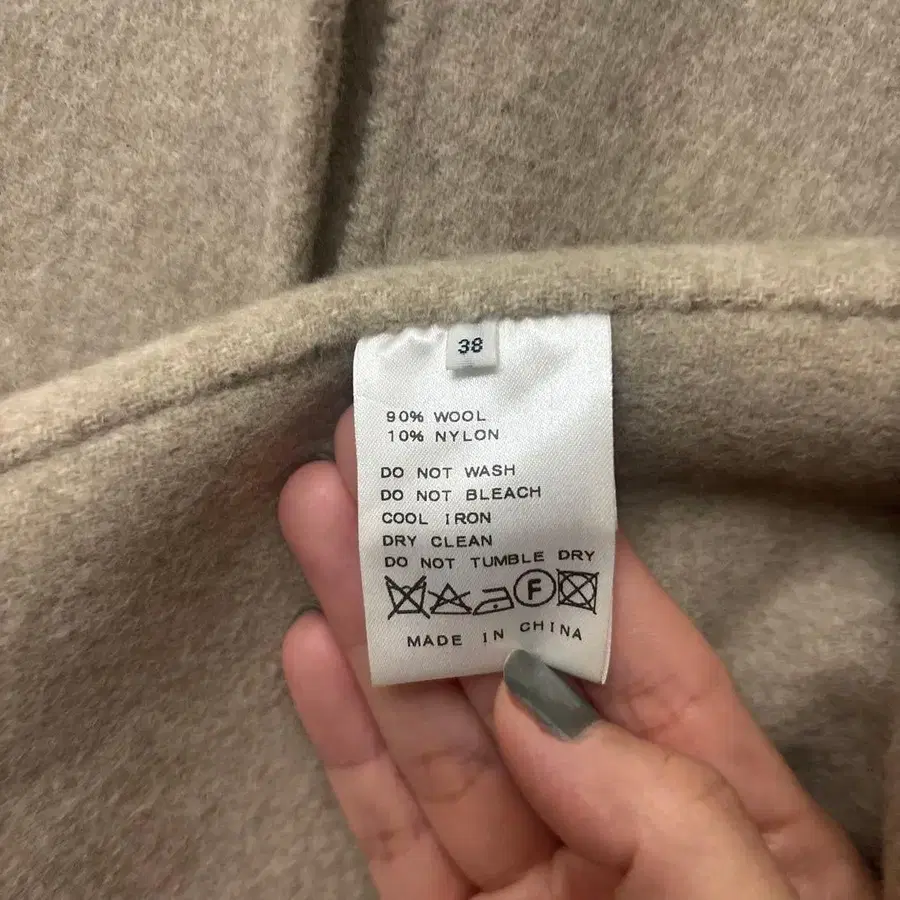 38
90% WOOL
10% NYLON
DO NOT WASH
DO NOT BLEACH
COOL IRON
DRY CLEAN
DO NOT TUMBLE DRY
F
MADE IN CHINA